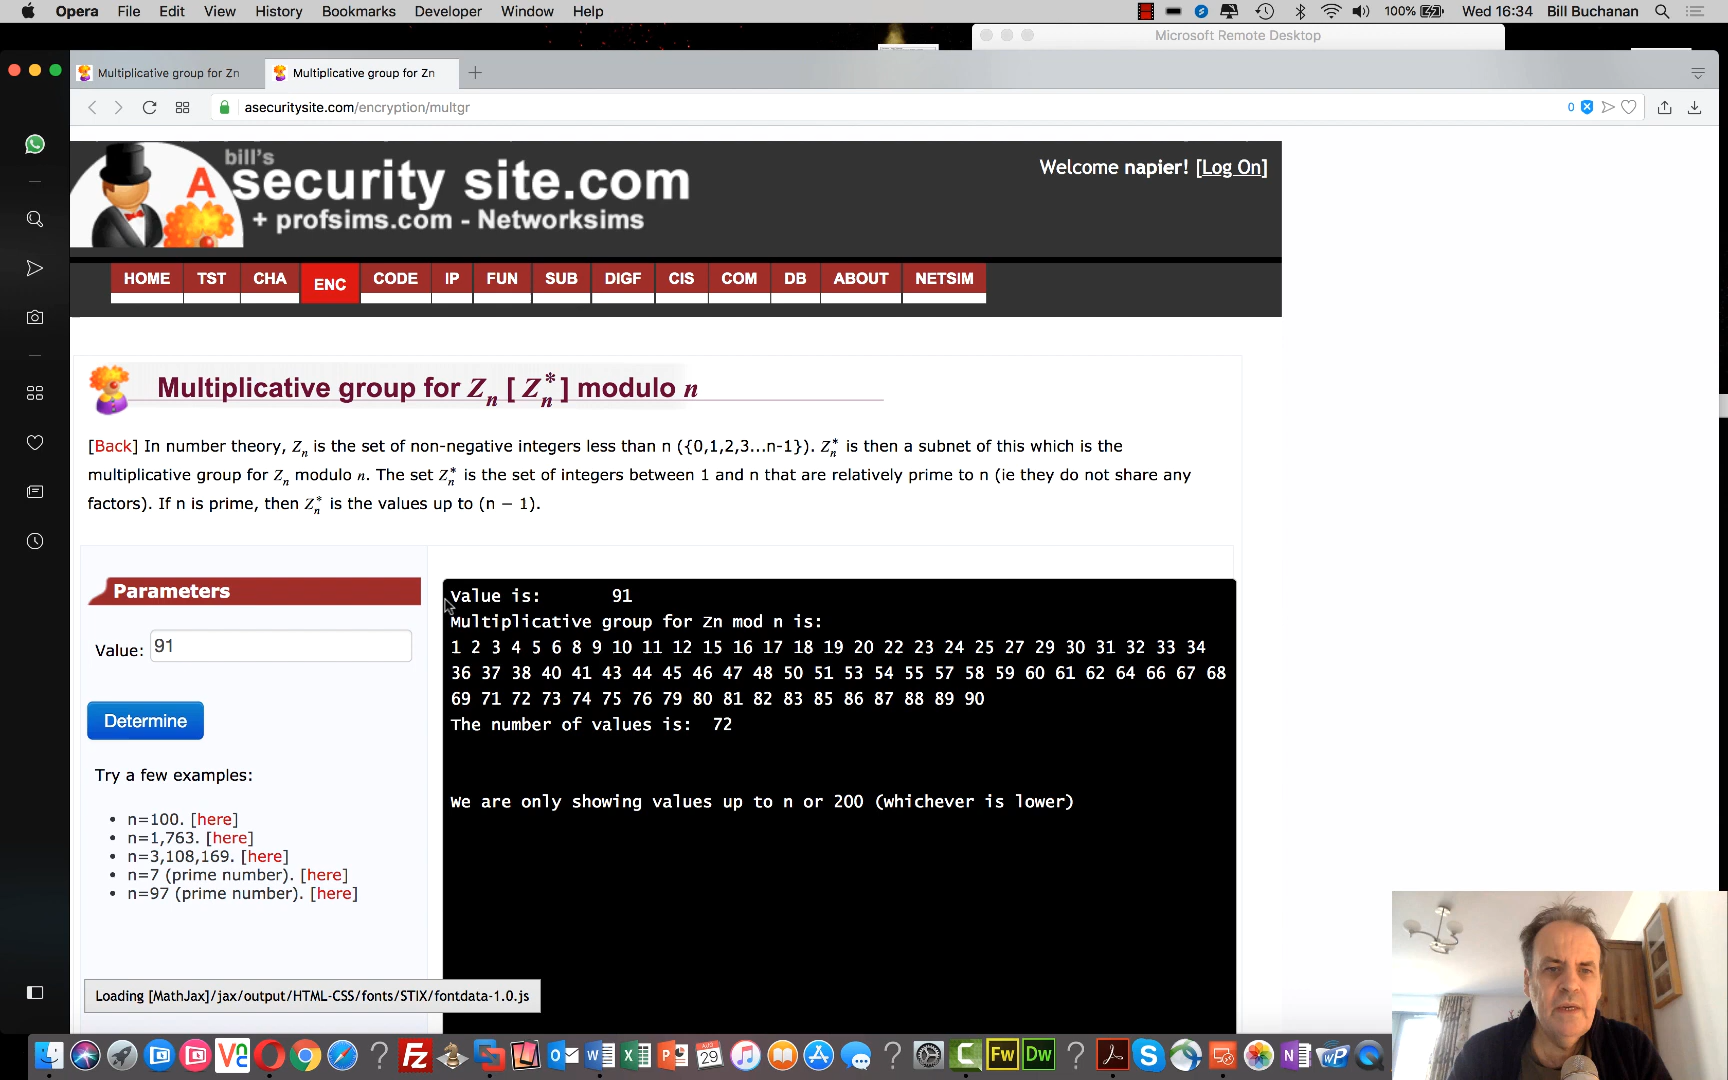 Opera File Edit View History Bookmarks Developer Window Help 100% Wed 16:34 Bill Buchanan
Microsoft Remote Desktop
Multiplicative group for Zn Multiplicative group for Zn
asecuritysite.com/encryption/multgr 0
bill's
A security site.com
+ profsims.com - Networksims
Welcome napier! [Log On]
HOME TST CHA ENC CODE IP FUN SUB DIGF CIS COM DB ABOUT NETSIM
Multiplicative group for Zn [ Zn* ] modulo n
[Back] In number theory, Zn is the set of non-negative integers less than n ({0,1,2,3...n-1}). Zn* is then a subnet of this which is the
multiplicative group for Zn modulo n. The set Zn* is the set of integers between 1 and n that are relatively prime to n (ie they do not share any
factors). If n is prime, then Zn* is the values up to (n − 1).
Parameters
Value: 91
Determine
Try a few examples:
• n=100. [here]
• n=1,763. [here]
• n=3,108,169. [here]
• n=7 (prime number). [here]
• n=97 (prime number). [here]
Value is: 91
Multiplicative group for Zn mod n is:
1 2 3 4 5 6 8 9 10 11 12 15 16 17 18 19 20 22 23 24 25 27 29 30 31 32 33 34
36 37 38 40 41 43 44 45 46 47 48 50 51 53 54 55 57 58 59 60 61 62 64 66 67 68
69 71 72 73 74 75 76 79 80 81 82 83 85 86 87 88 89 90
The number of values is: 72
We are only showing values up to n or 200 (whichever is lower)
Loading [MathJax]/jax/output/HTML-CSS/fonts/STIX/fontdata-1.0.js
AUG
29
Fw Dw